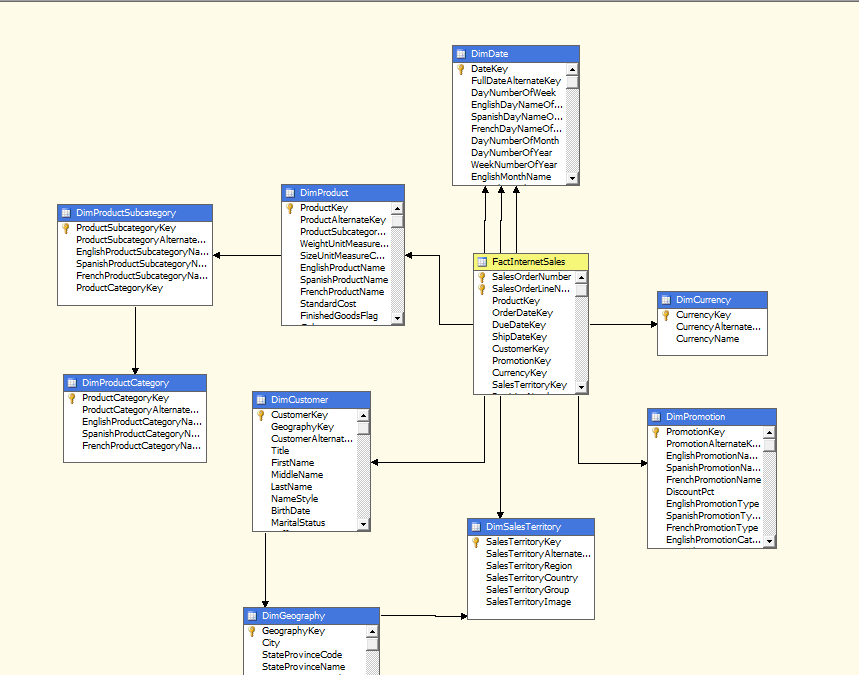 DimDate
DateKey
FullDateAlternateKey
DayNumberOfWeek
EnglishDayNameOf...
SpanishDayNameO...
FrenchDayNameOf...
DayNumberOfMonth
DayNumberOfYear
WeekNumberOfYear
EnglishMonthName
DimProduct
ProductKey
ProductAlternateKey
ProductSubcategor...
WeightUnitMeasure...
SizeUnitMeasureC...
EnglishProductName
SpanishProductName
FrenchProductName
StandardCost
FinishedGoodsFlag
DimProductSubcategory
ProductSubcategoryKey
ProductSubcategoryAlternate...
EnglishProductSubcategoryNa...
SpanishProductSubcategoryN...
FrenchProductSubcategoryNa...
ProductCategoryKey
FactInternetSales
SalesOrderNumber
SalesOrderLineN...
ProductKey
OrderDateKey
DueDateKey
ShipDateKey
CustomerKey
PromotionKey
CurrencyKey
SalesTerritoryKey
DimCurrency
CurrencyKey
CurrencyAlternate...
CurrencyName
DimProductCategory
ProductCategoryKey
ProductCategoryAlternate...
EnglishProductCategoryNa...
SpanishProductCategoryN...
FrenchProductCategoryNa...
DimCustomer
CustomerKey
GeographyKey
CustomerAlternat...
Title
FirstName
MiddleName
LastName
NameStyle
BirthDate
MaritalStatus
DimPromotion
PromotionKey
PromotionAlternateK...
EnglishPromotionNa...
SpanishPromotionNa...
FrenchPromotionName
DiscountPct
EnglishPromotionType
SpanishPromotionTy...
FrenchPromotionType
EnglishPromotionCat...
DimSalesTerritory
SalesTerritoryKey
SalesTerritoryAlternate...
SalesTerritoryRegion
SalesTerritoryCountry
SalesTerritoryGroup
SalesTerritoryImage
DimGeography
GeographyKey
City
StateProvinceCode
StateProvinceName